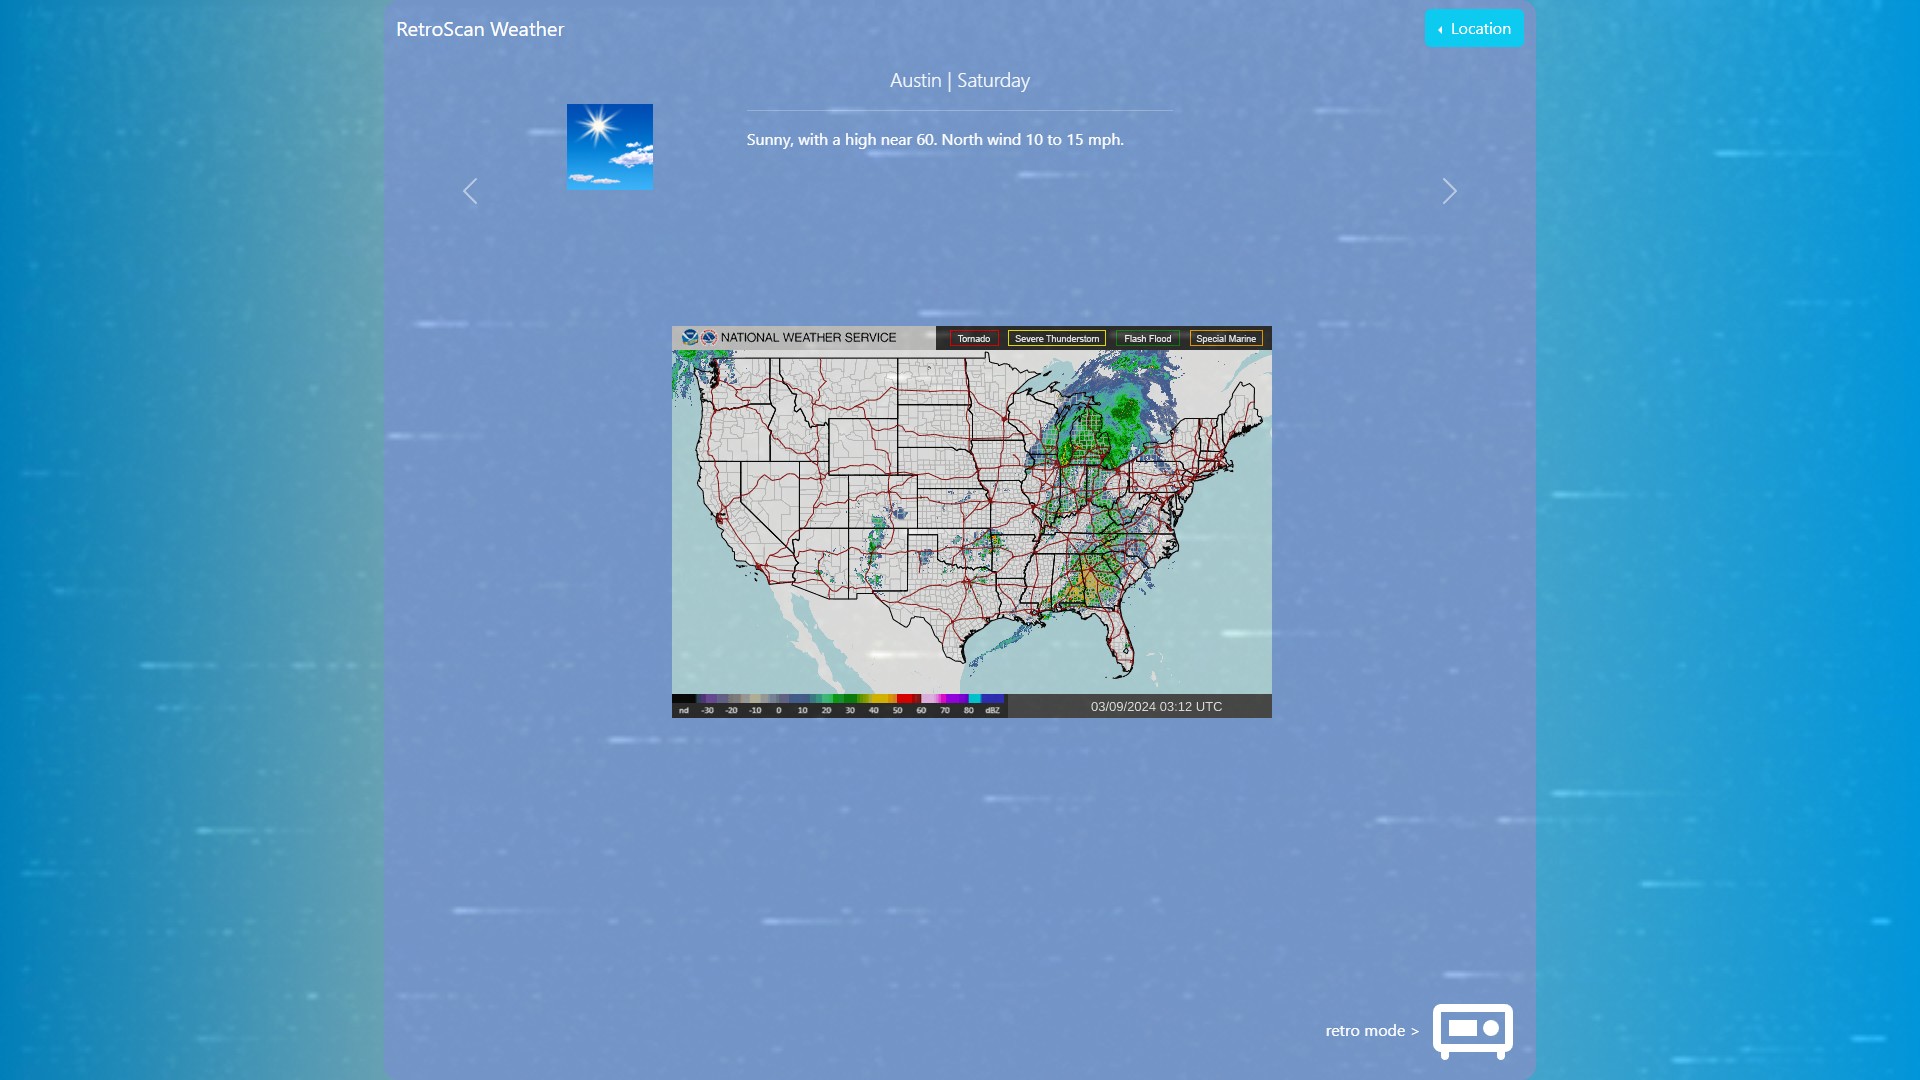 RetroScan Weather
Location
Austin | Saturday
Sunny, with a high near 60. North wind 10 to 15 mph.
NATIONAL WEATHER SERVICE
Tornado
Severe Thunderstorm
Flash Flood
Special Marine
nd -30 -20 -10 0 10 20 30 40 50 60 70 80 dBZ
03/09/2024 03:12 UTC
retro mode >